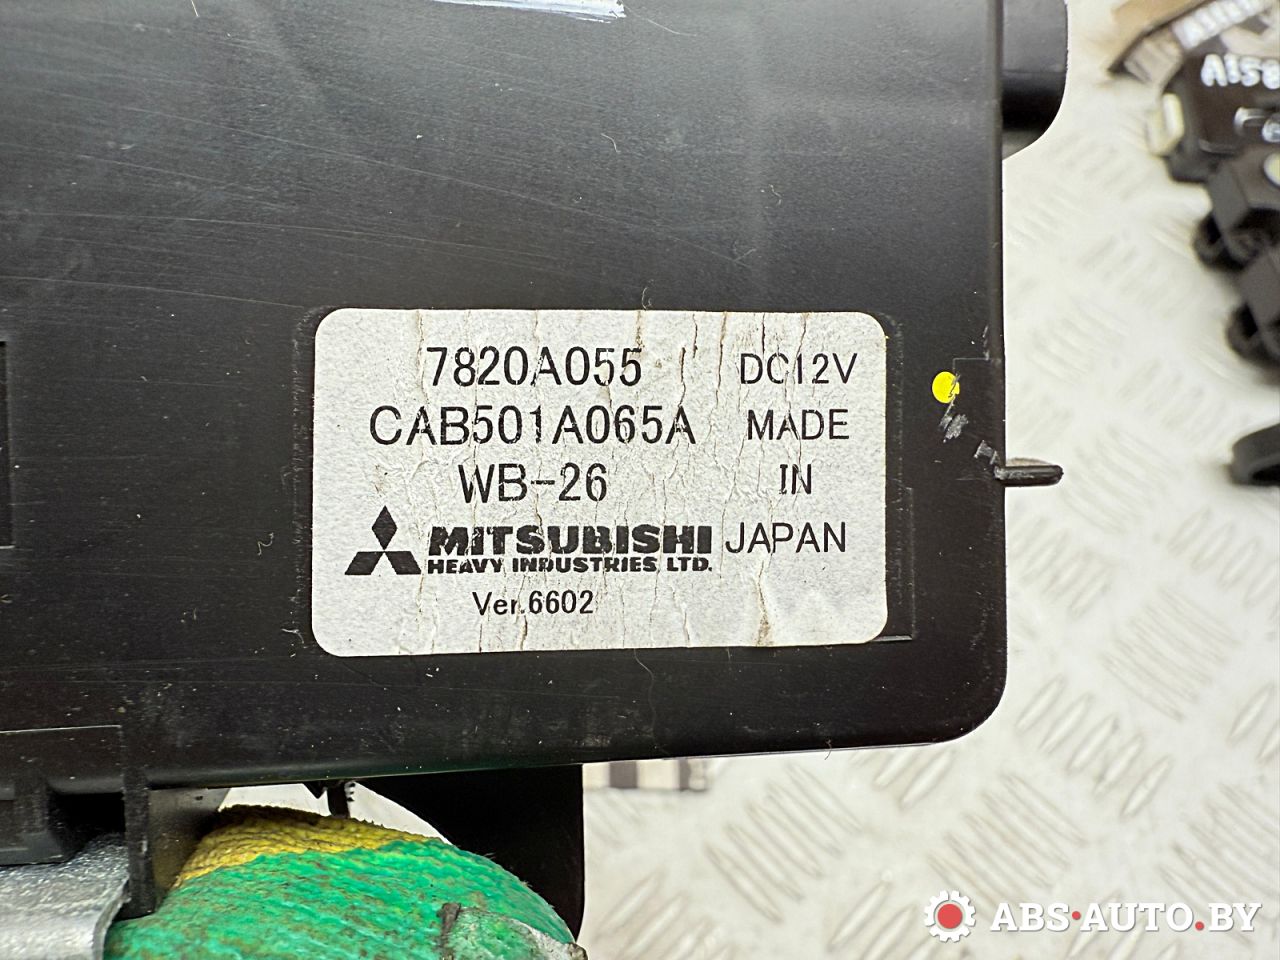 7820A055 DC12V
CAB501A065A MADE
WB-26 IN
MITSUBISHI JAPAN
HEAVY INDUSTRIES, LTD.
Ver.6602
ABS-AUTO.BY